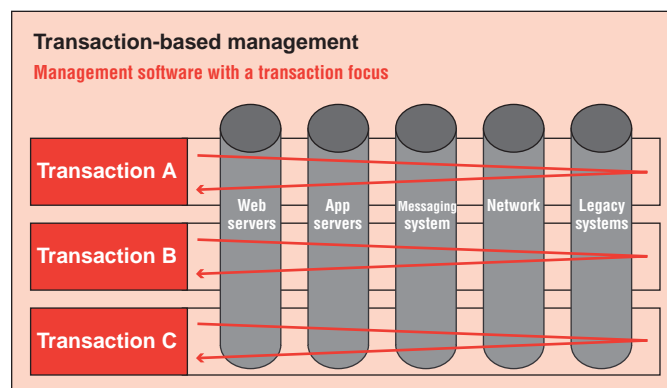 Transaction-based management
Management software with a transaction focus
Transaction A
Web
servers
App
servers
Messaging
system
Network
Legacy
systems
Transaction B
Transaction C